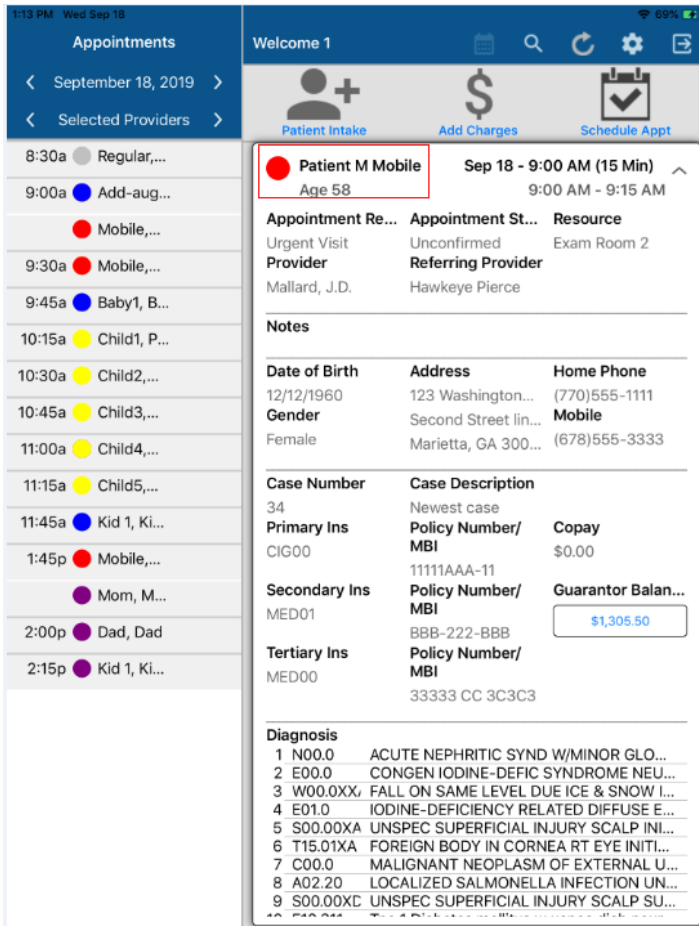 1:13 PM Wed Sep 18
69%
Appointments
September 18, 2019
Selected Providers
8:30a Regular,...
9:00a Add-aug...
Mobile,...
9:30a Mobile,...
9:45a Baby1, B...
10:15a Child1, P...
10:30a Child2,...
10:45a Child3,...
11:00a Child4,...
11:15a Child5,...
11:45a Kid 1, Ki...
1:45p Mobile,...
Mom, M...
2:00p Dad, Dad
2:15p Kid 1, Ki...
Welcome 1
Patient Intake Add Charges Schedule Appt
Patient M Mobile Sep 18 - 9:00 AM (15 Min)
Age 58 9:00 AM - 9:15 AM
Appointment Re... Appointment St... Resource
Urgent Visit Unconfirmed Exam Room 2
Provider Referring Provider
Mallard, J.D. Hawkeye Pierce
Notes
Date of Birth Address Home Phone
12/12/1960 123 Washington... (770)555-1111
Gender Second Street lin... Mobile
Female Marietta, GA 300... (678)555-3333
Case Number Case Description
34 Newest case
Primary Ins Policy Number/ Copay
CIG00 MBI $0.00
11111AAA-11
Secondary Ins Policy Number/ Guarantor Balan...
MED01 MBI $1,305.50
BBB-222-BBB
Tertiary Ins Policy Number/
MED00 MBI
33333 CC 3C3C3
Diagnosis
1 N00.0 ACUTE NEPHRITIC SYND W/MINOR GLO...
2 E00.0 CONGEN IODINE-DEFIC SYNDROME NEU...
3 W00.0XX FALL ON SAME LEVEL DUE ICE & SNOW I...
4 E01.0 IODINE-DEFICIENCY RELATED DIFFUSE E...
5 S00.00XA UNSPEC SUPERFICIAL INJURY SCALP INI...
6 T15.01XA FOREIGN BODY IN CORNEA RT EYE INITI...
7 C00.0 MALIGNANT NEOPLASM OF EXTERNAL U...
8 A02.20 LOCALIZED SALMONELLA INFECTION UN...
9 S00.00XD UNSPEC SUPERFICIAL INJURY SCALP SU...